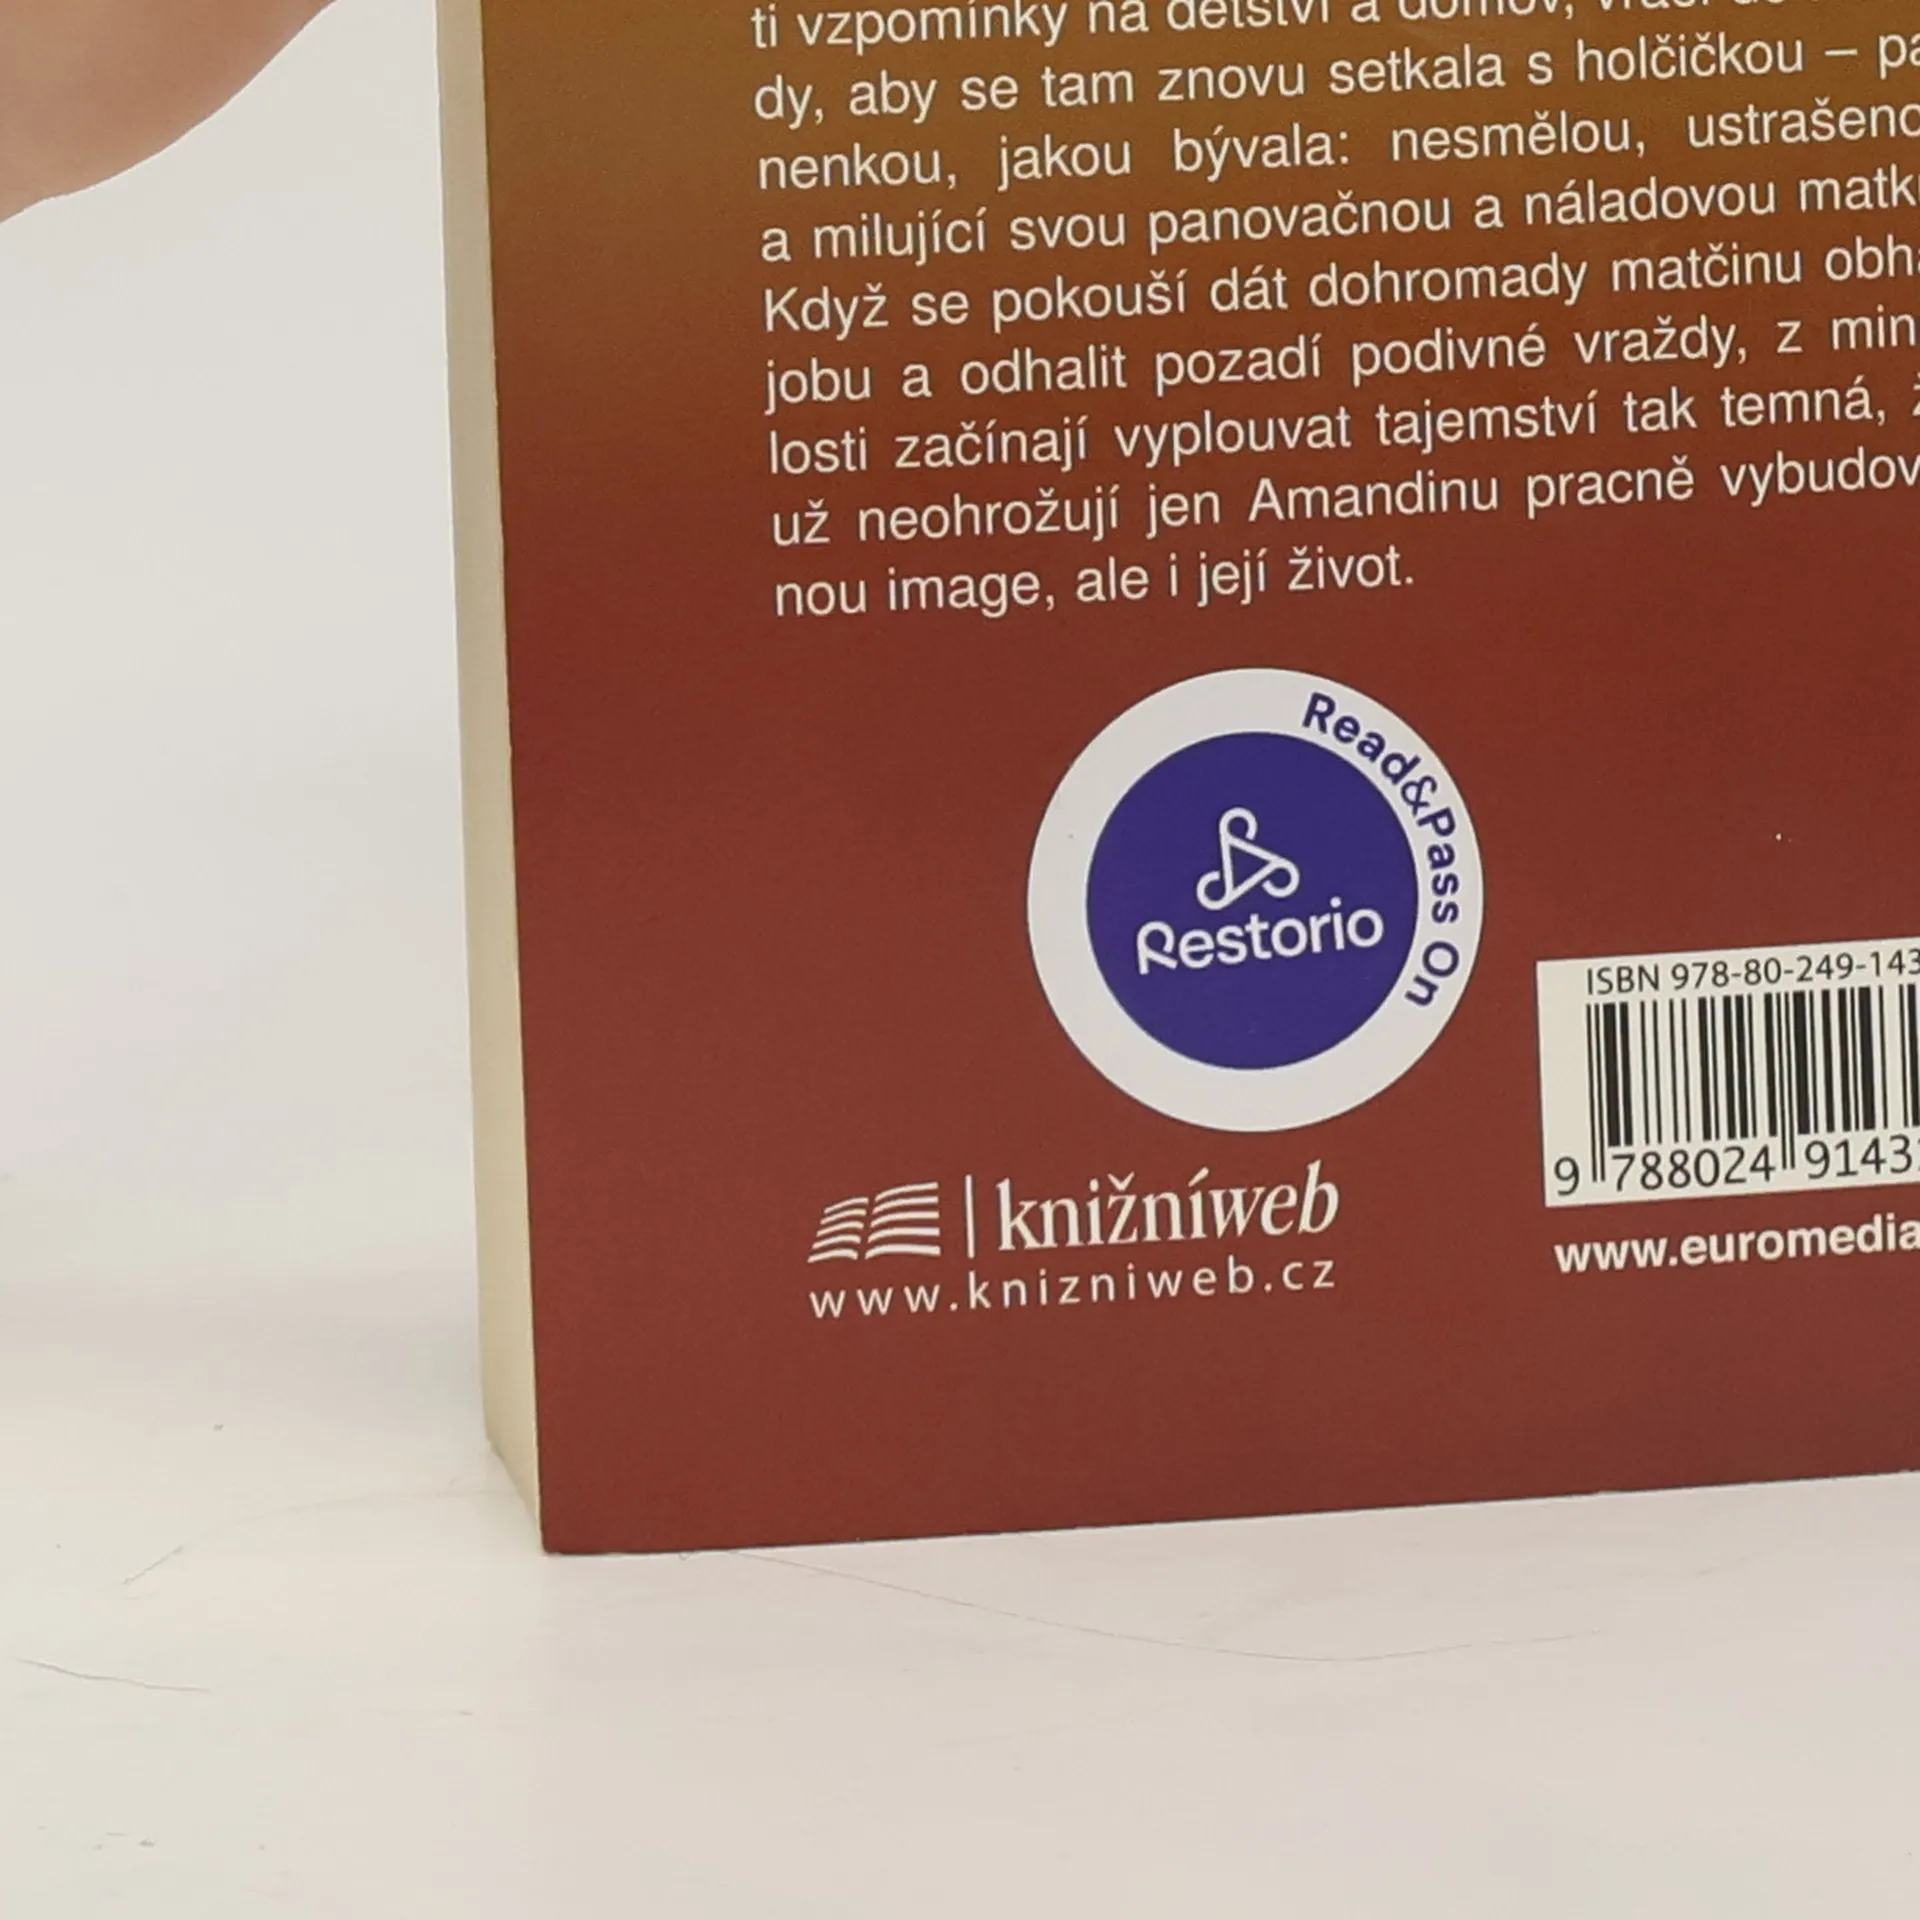 ti vzpomínky na dětství a domov, vrací do
dy, aby se tam znovu setkala s holčičkou – pa
nenkou, jakou bývala: nesmělou, ustrašeno
a milující svou panovačnou a náladovou matk
Když se pokouší dát dohromady matčinu obha
jobu a odhalit pozadí podivné vraždy, z min
losti začínají vyplouvat tajemství tak temná, ž
už neohrožují jen Amandinu pracně vybudov
nou image, ale i její život.
Read&Pass On
Restorio
ISBN 978-80-249-143
9 788024 9143
knižníweb
www.knizniweb.cz
www.euromedia